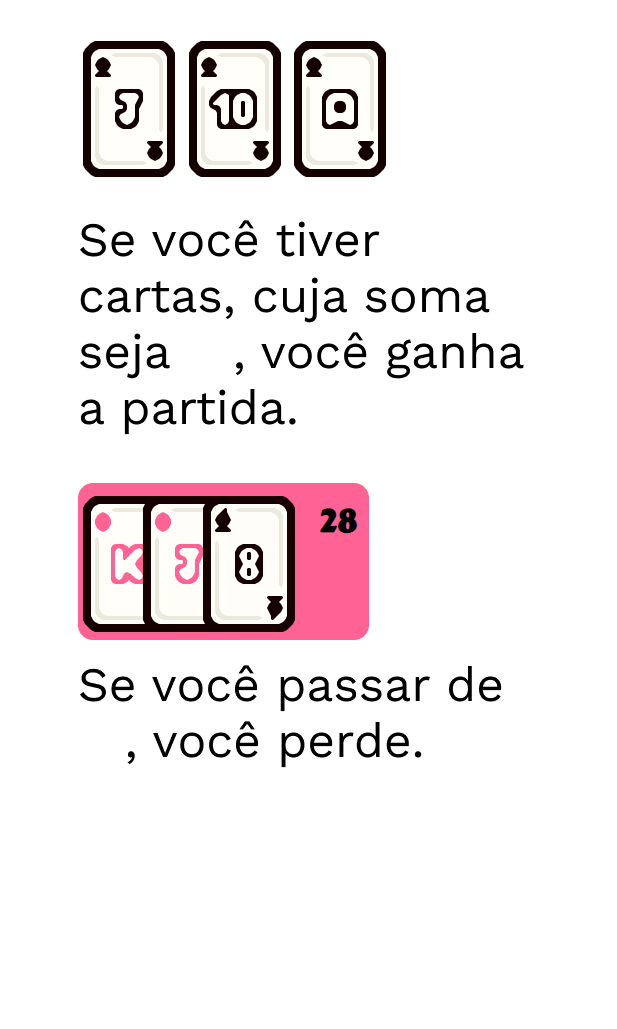 J 10 A
Se você tiver
cartas, cuja soma
seja , você ganha
a partida.
K J 8 28
Se você passar de
, você perde.